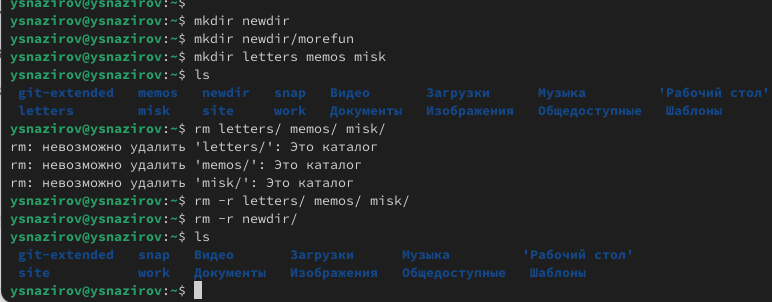 ysnazirov@ysnazirov:~$
ysnazirov@ysnazirov:~$ mkdir newdir
ysnazirov@ysnazirov:~$ mkdir newdir/morefun
ysnazirov@ysnazirov:~$ mkdir letters memos misk
ysnazirov@ysnazirov:~$ ls
git-extended memos newdir snap Видео Загрузки Музыка 'Рабочий стол'
letters misk site work Документы Изображения Общедоступные Шаблоны
ysnazirov@ysnazirov:~$ rm letters/ memos/ misk/
rm: невозможно удалить 'letters/': Это каталог
rm: невозможно удалить 'memos/': Это каталог
rm: невозможно удалить 'misk/': Это каталог
ysnazirov@ysnazirov:~$ rm -r letters/ memos/ misk/
ysnazirov@ysnazirov:~$ rm -r newdir/
ysnazirov@ysnazirov:~$ ls
git-extended snap Видео Загрузки Музыка 'Рабочий стол'
site work Документы Изображения Общедоступные Шаблоны
ysnazirov@ysnazirov:~$